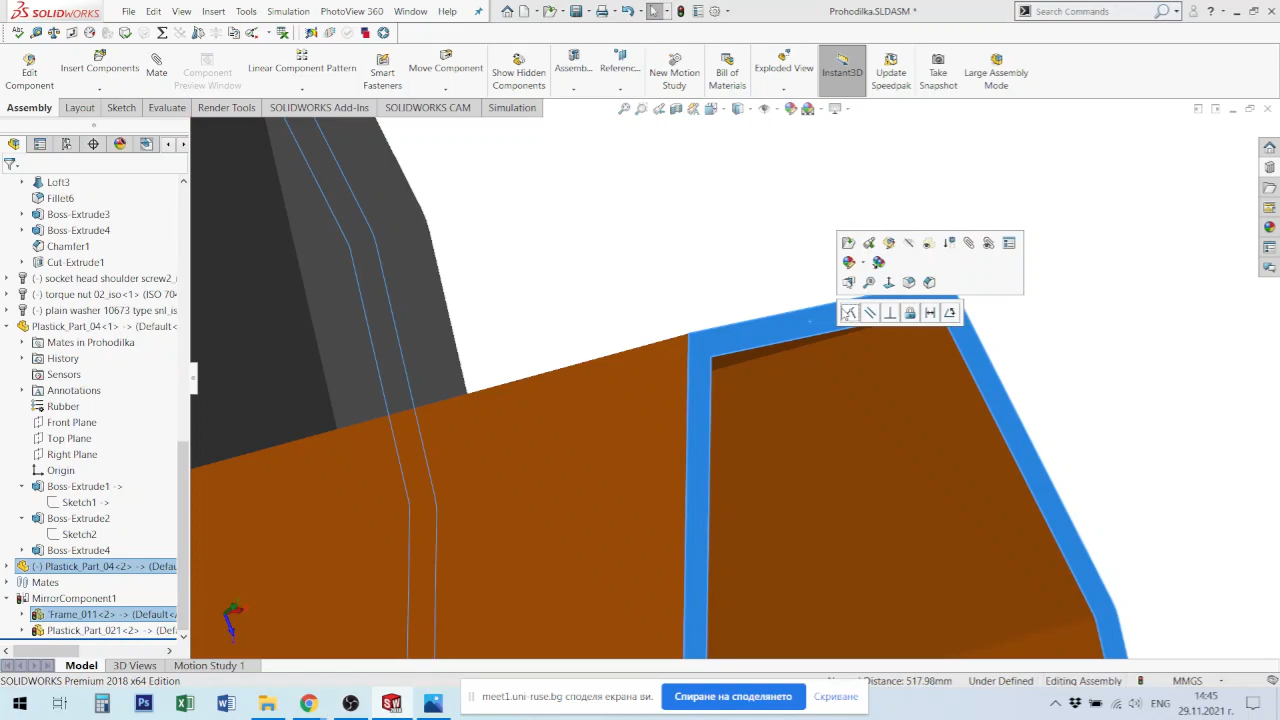 SOLIDWORKS File Edit View Insert Tools Simulation PhotoView 360 Window Help Prohodilka.SLDASM * Search Commands
Edit Component Insert Components Mate Component Preview Window Linear Component Pattern Smart Fasteners Move Component Show Hidden Components Assemb... Referenc... New Motion Study Bill of Materials Exploded View Instant3D Update Speedpak Take Snapshot Large Assembly Mode
Assembly Layout Sketch Evaluate Render Tools SOLIDWORKS Add-Ins SOLIDWORKS CAM Simulation
Loft3
Fillet6
Boss-Extrude3
Boss-Extrude4
Chamfer1
Cut-Extrude1
(-) socket head shoulder screw2_
(-) torque nut 02_iso<1> (ISO 70
(-) plain washer 10673 type mdf_s
Plastick_Part_04<1> (Default<
Mates in Prohodilka
History
Sensors
Annotations
Rubber
Front Plane
Top Plane
Right Plane
Origin
Boss-Extrude1 ->
Sketch1 ->
Boss-Extrude2
Sketch2
Boss-Extrude4
(-) Plastick_Part_04<2> -> (Defau
Mates
MirrorComponent1
Frame_011<2> -> (Default<
Plastick_Part_021<2> -> (Def
Model 3D Views Motion Study 1
SOLIDWORKS Premium 2018 x64 Edition Distance: 517.98mm Under Defined Editing Assembly MMGS
meet1.uni-ruse.bg споделя екрана ви. Спиране на споделянето Скриване
14:45
ENG
29.11.2021 г.